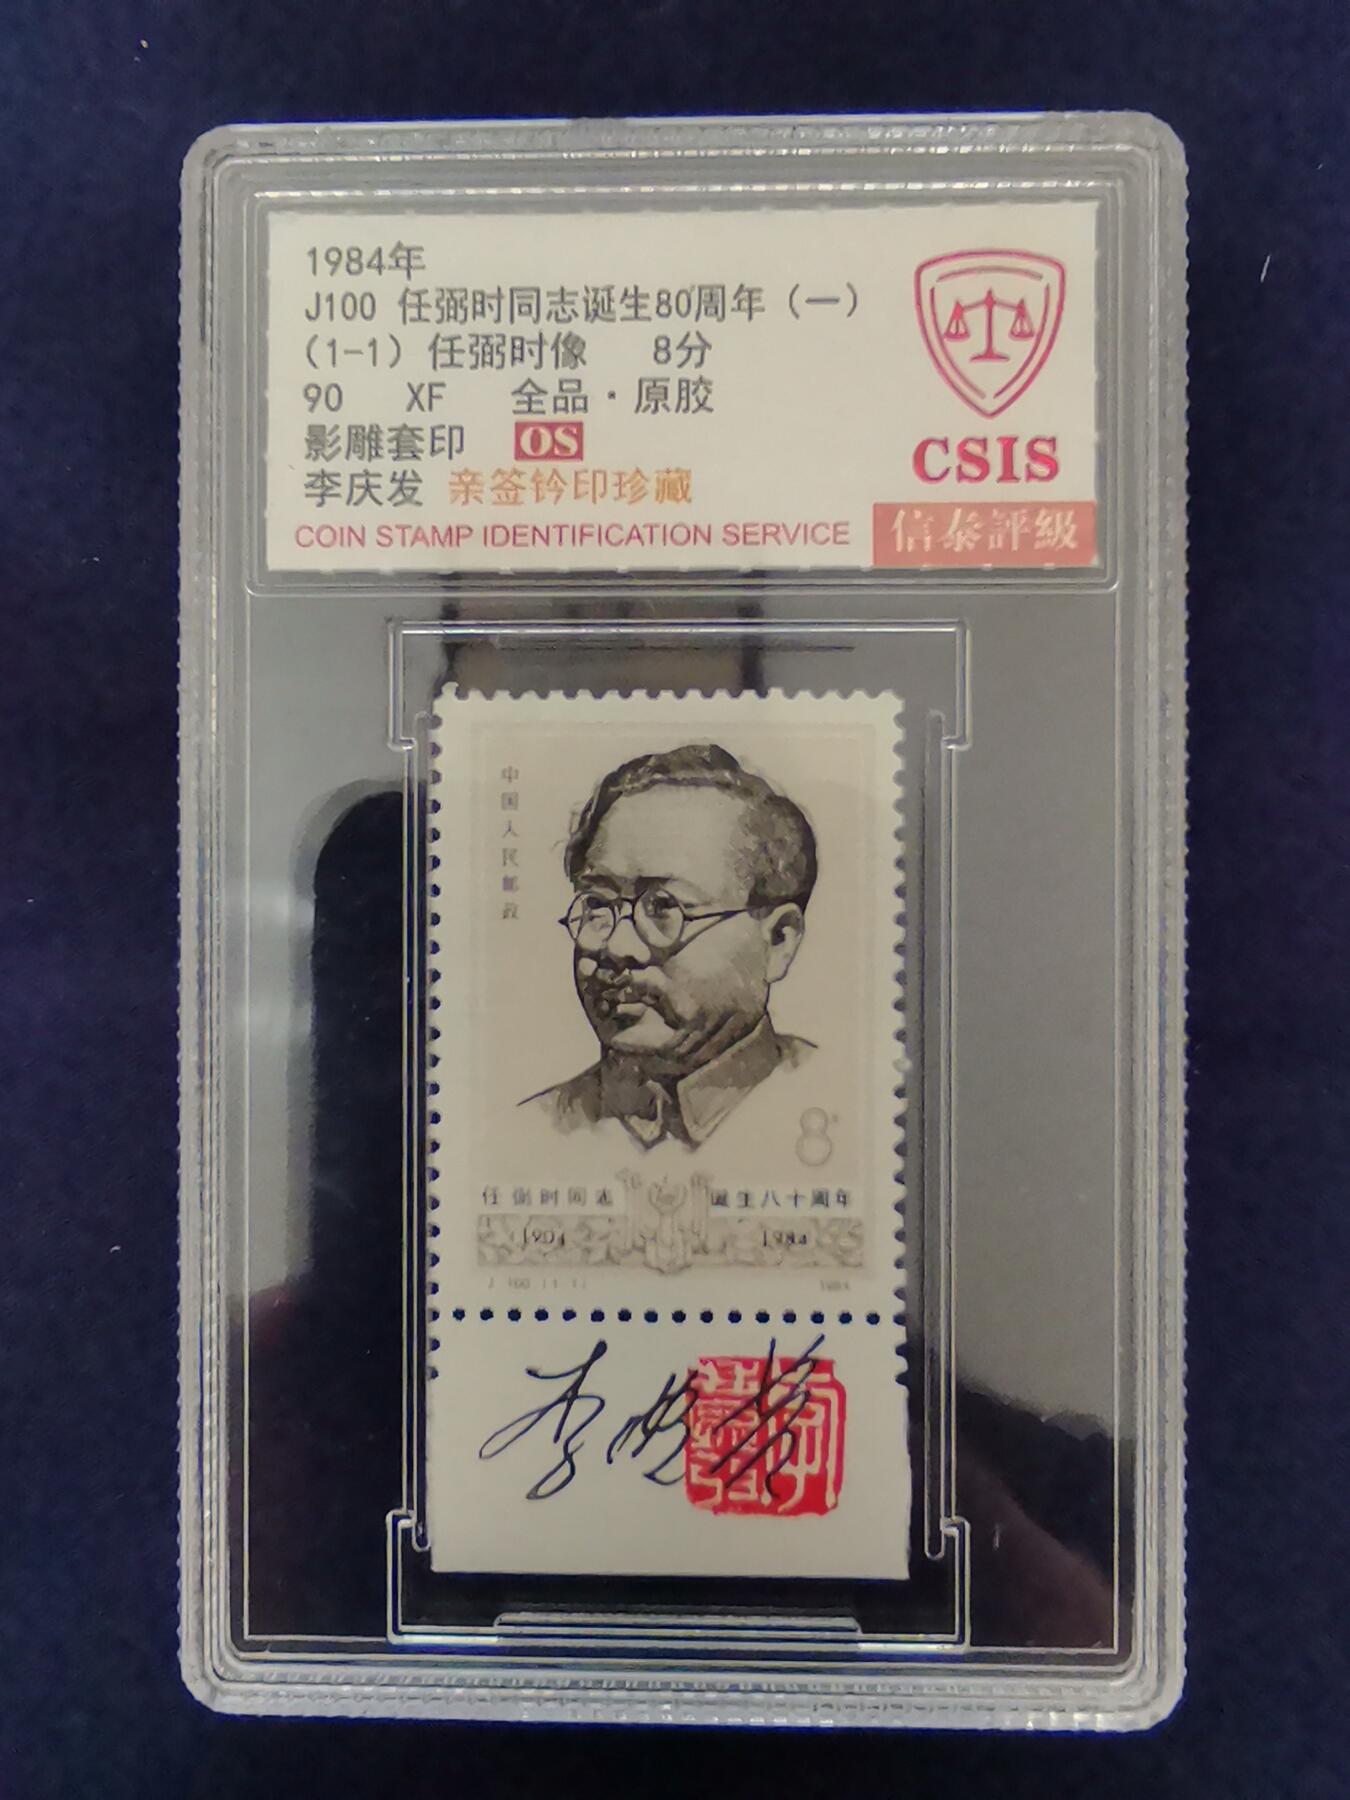 1984年
J100 任弼时同志诞生80周年（一）
（1-1）任弼时像 8分
90 XF 全品·原胶
影雕套印 OS
李庆发 亲签钤印珍藏
COIN STAMP IDENTIFICATION SERVICE
CSIS
信泰評級
中国人民邮政
8分
任弼时同志 诞生八十周年
1904 1984
J.100.(1-1) 1984